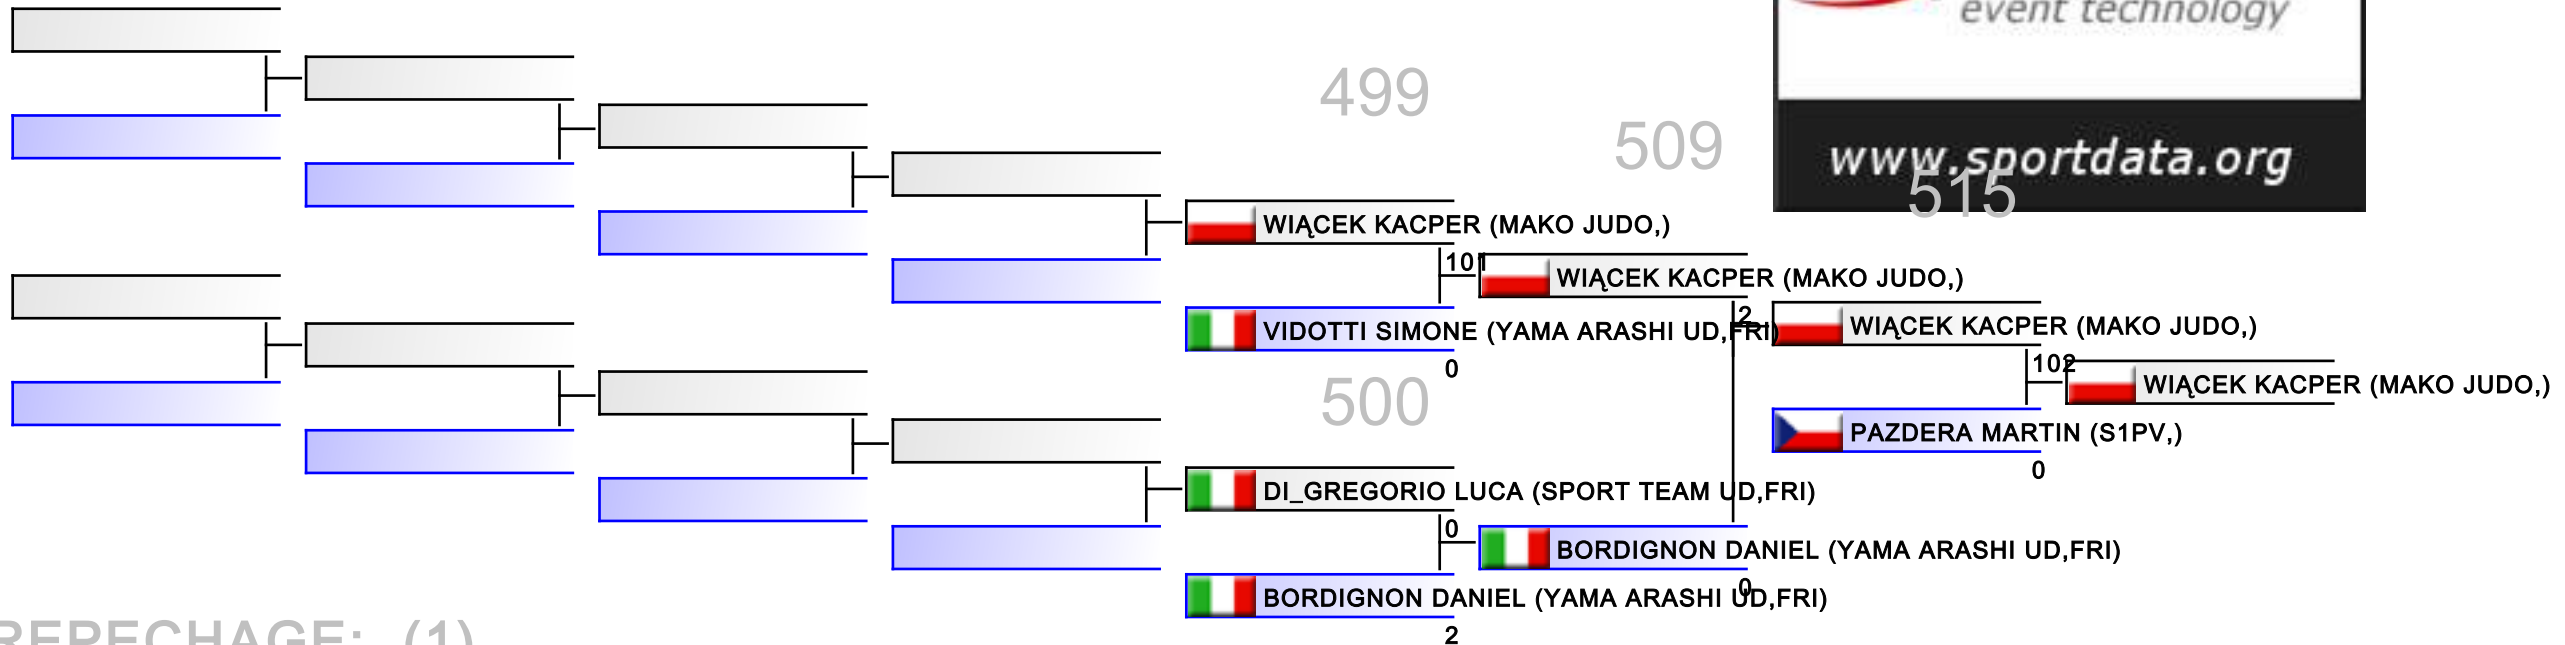 event technology
www.sportdata.org
499
509
515
WIĄCEK KACPER (MAKO JUDO,)
101
WIĄCEK KACPER (MAKO JUDO,)
VIDOTTI SIMONE (YAMA ARASHI UD,FRI)
0
2
WIĄCEK KACPER (MAKO JUDO,)
102
WIĄCEK KACPER (MAKO JUDO,)
PAZDERA MARTIN (S1PV,)
0
500
DI_GREGORIO LUCA (SPORT TEAM UD,FRI)
0
BORDIGNON DANIEL (YAMA ARASHI UD,FRI)
0
BORDIGNON DANIEL (YAMA ARASHI UD,FRI)
2
REPECHAGE: (1)